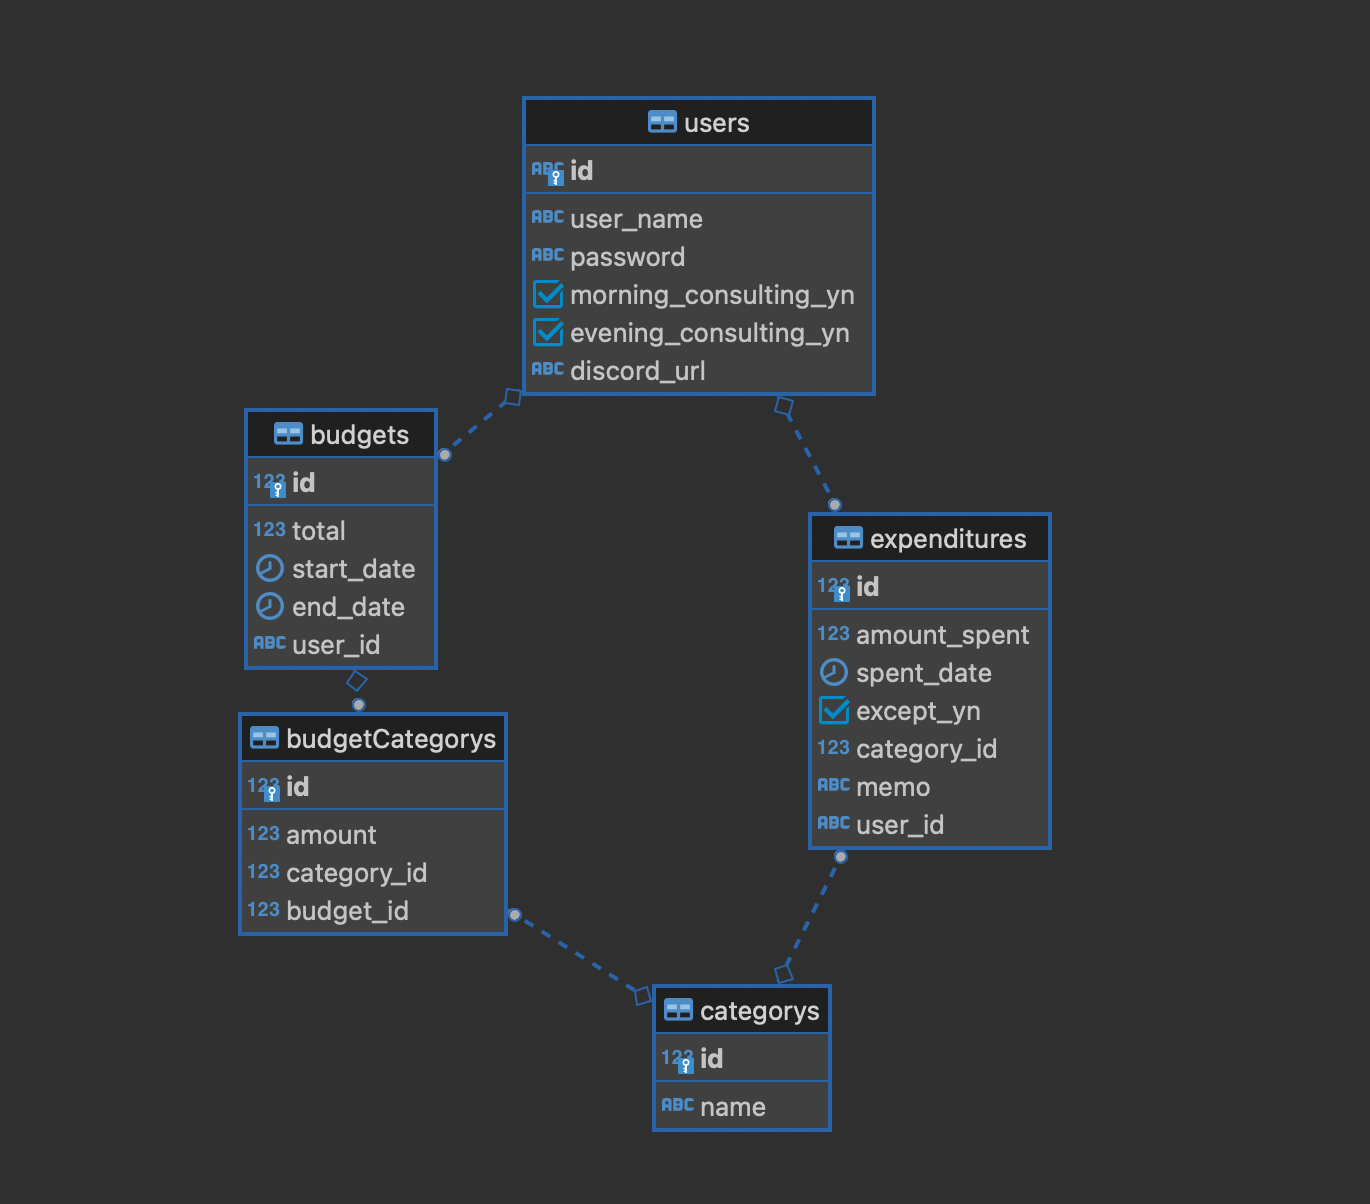 users
ABC id
ABC user_name
ABC password
morning_consulting_yn
evening_consulting_yn
ABC discord_url
budgets
123 id
123 total
start_date
end_date
ABC user_id
expenditures
123 id
123 amount_spent
spent_date
except_yn
123 category_id
ABC memo
ABC user_id
budgetCategorys
123 id
123 amount
123 category_id
123 budget_id
categorys
123 id
ABC name